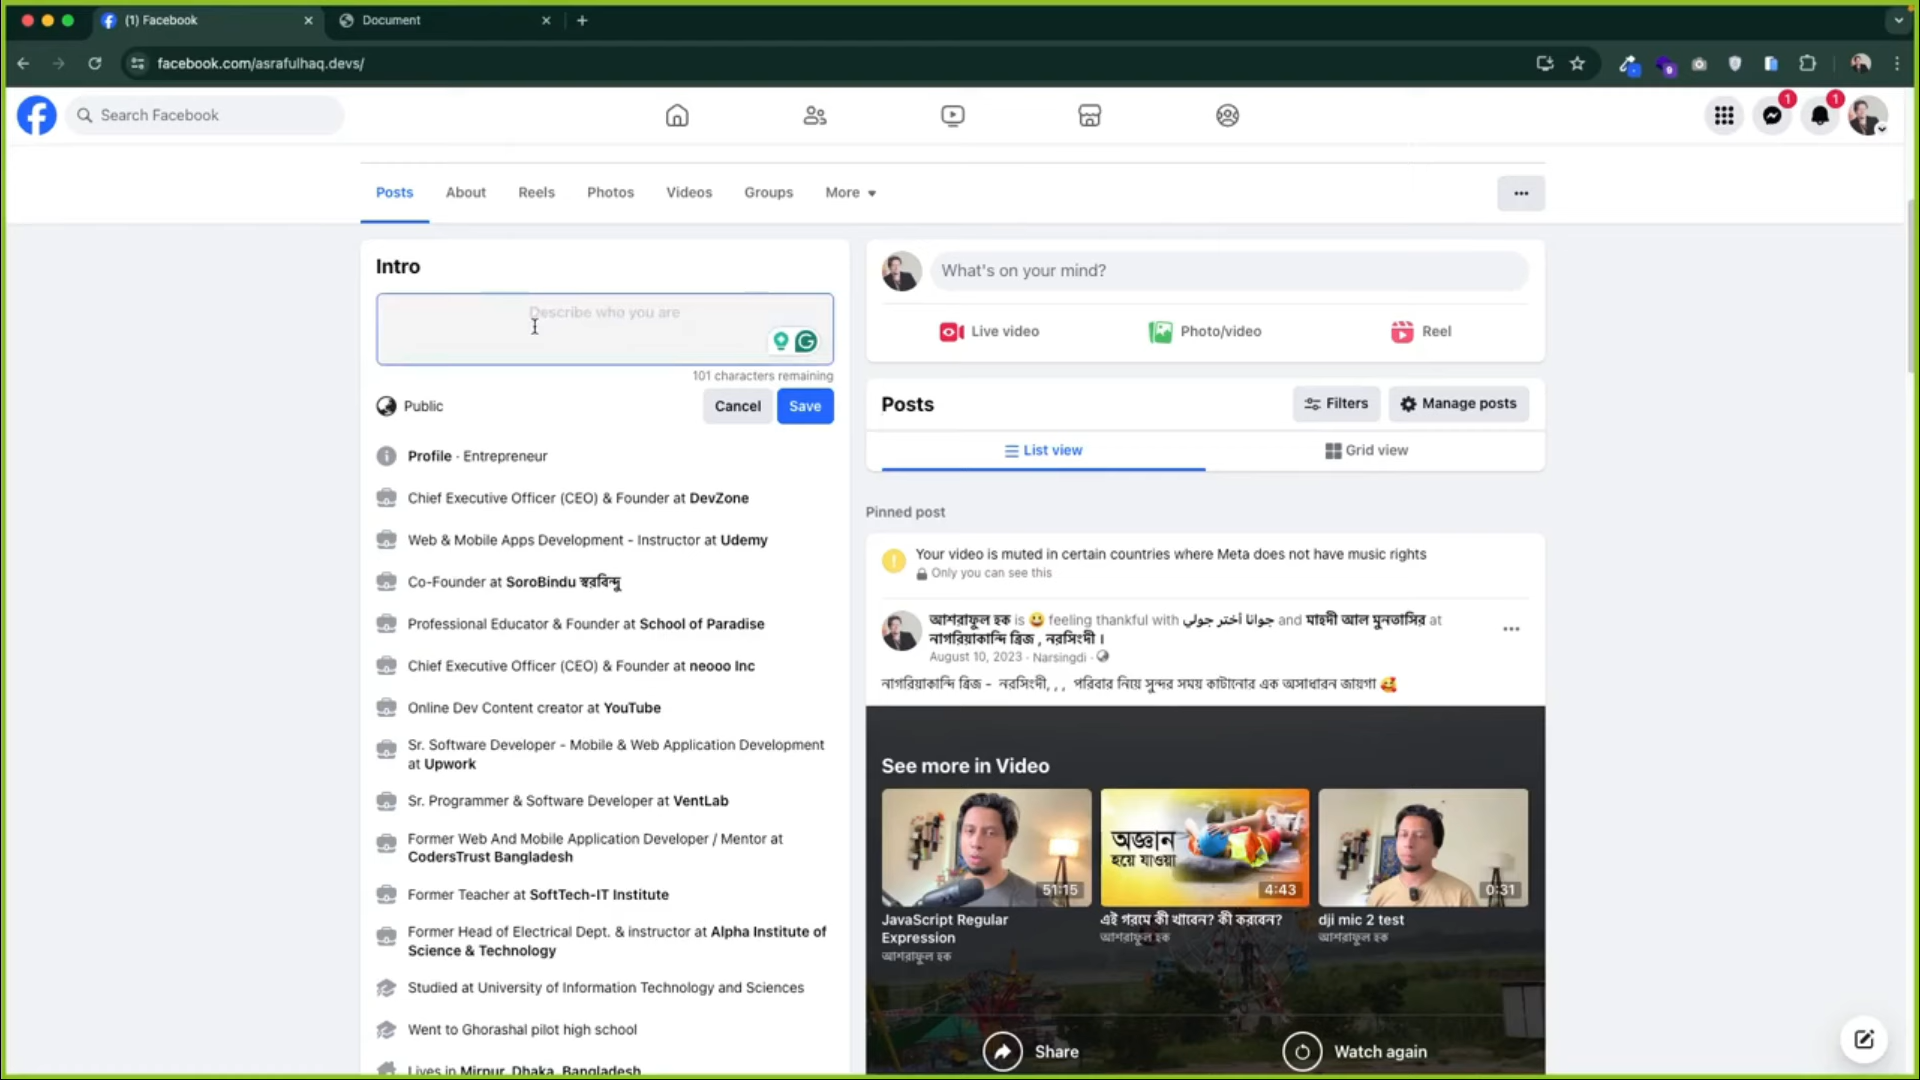 (1) Facebook
Document
facebook.com/asrafulhaq.devs/
9
Search Facebook
1
1
Posts
About
Reels
Photos
Videos
Groups
More
Intro
Describe who you are
101 characters remaining
Public
Cancel
Save
Profile · Entrepreneur
Chief Executive Officer (CEO) & Founder at DevZone
Web & Mobile Apps Development - Instructor at Udemy
Co-Founder at SoroBindu স্বরবিন্দু
Professional Educator & Founder at School of Paradise
Chief Executive Officer (CEO) & Founder at neooo Inc
Online Dev Content creator at YouTube
Sr. Software Developer - Mobile & Web Application Development
at Upwork
Sr. Programmer & Software Developer at VentLab
Former Web And Mobile Application Developer / Mentor at
CodersTrust Bangladesh
Former Teacher at SoftTech-IT Institute
Former Head of Electrical Dept. & instructor at Alpha Institute of
Science & Technology
Studied at University of Information Technology and Sciences
Went to Ghorashal pilot high school
Lives in Mirpur, Dhaka, Bangladesh
What's on your mind?
Live video
Photo/video
Reel
Posts
Filters
Manage posts
List view
Grid view
Pinned post
Your video is muted in certain countries where Meta does not have music rights
Only you can see this
আশরাফুল হক is 😃 feeling thankful with جوانا أختر جولي and মাহদী আল মুনতাসির at
নাগরিয়াকান্দি ব্রিজ , নরসিংদী ।
August 10, 2023 · Narsingdi ·
নাগরিয়াকান্দি ব্রিজ - নরসিংদী, , , পরিবার নিয়ে সুন্দর সময় কাটানোর এক অসাধারন জায়গা 🥰
See more in Video
51:15
অজ্ঞান
হয়ে যাওয়া
4:43
0:31
JavaScript Regular
Expression
আশরাফুল হক
এই গরমে কী খাবেন? কী করবেন?
আশরাফুল হক
dji mic 2 test
আশরাফুল হক
Share
Watch again